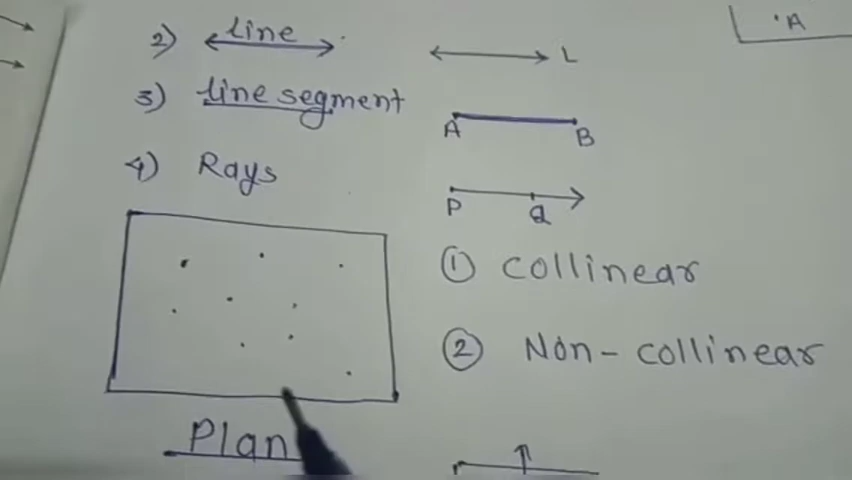 2) line
L
3) line segment
A B
4) Rays
P Q
① Collinear
② Non-collinear
Plan
.A